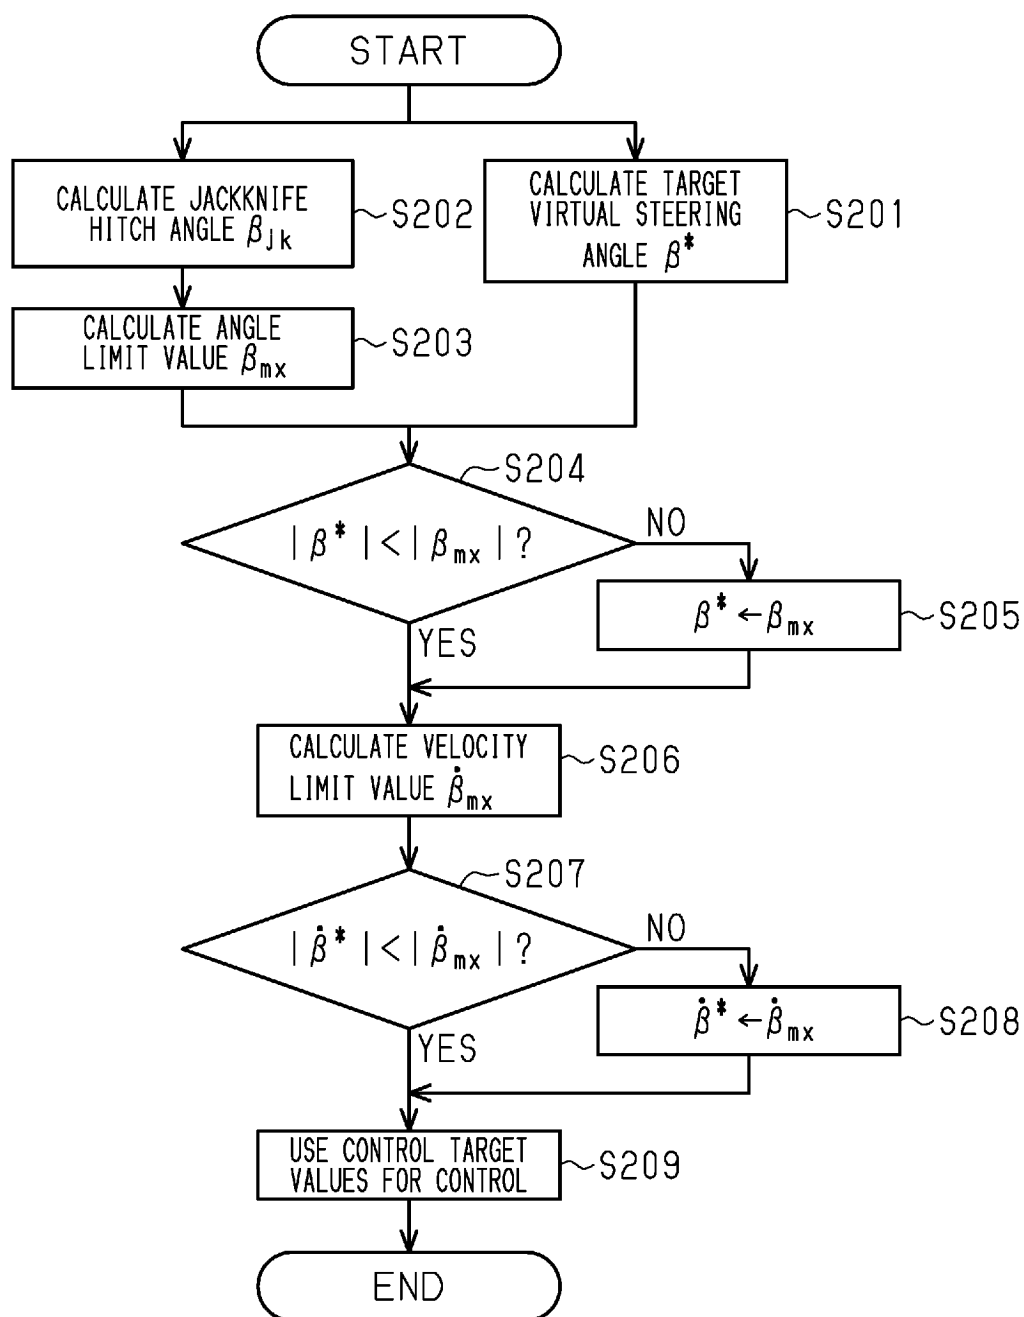 START
CALCULATE JACKKNIFE
HITCH ANGLE βjk
S202
CALCULATE TARGET
VIRTUAL STEERING
ANGLE β*
S201
CALCULATE ANGLE
LIMIT VALUE βmx
S203
S204
|β*|<|βmx|?
NO
YES
β*←βmx
S205
CALCULATE VELOCITY
LIMIT VALUE β̇mx
S206
S207
|β̇*|<|β̇mx|?
NO
YES
β̇*←β̇mx
S208
USE CONTROL TARGET
VALUES FOR CONTROL
S209
END